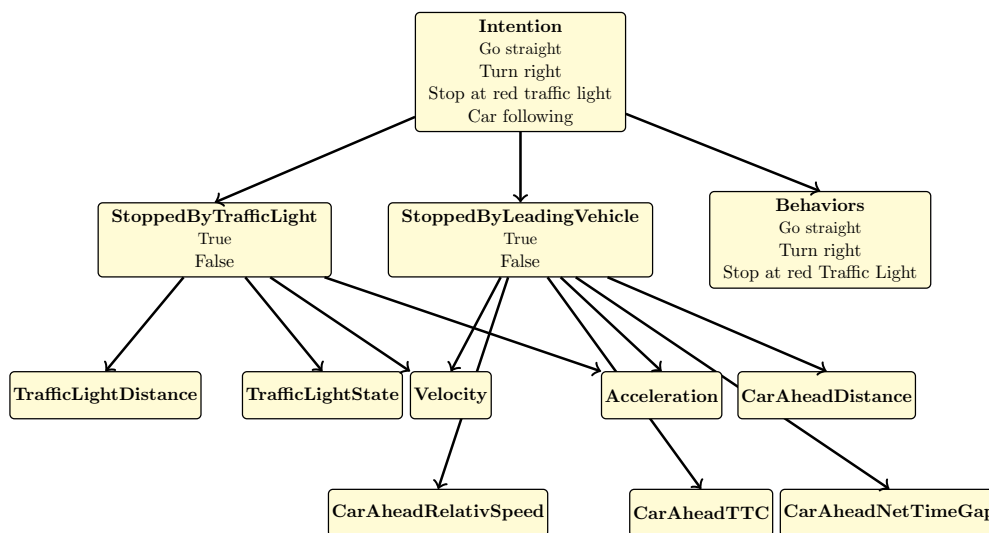 Intention
Go straight
Turn right
Stop at red traffic light
Car following
StoppedByTrafficLight
True
False
StoppedByLeadingVehicle
True
False
Behaviors
Go straight
Turn right
Stop at red Traffic Light
TrafficLightDistance
TrafficLightState
Velocity
Acceleration
CarAheadDistance
CarAheadRelativSpeed
CarAheadTTC
CarAheadNetTimeGap